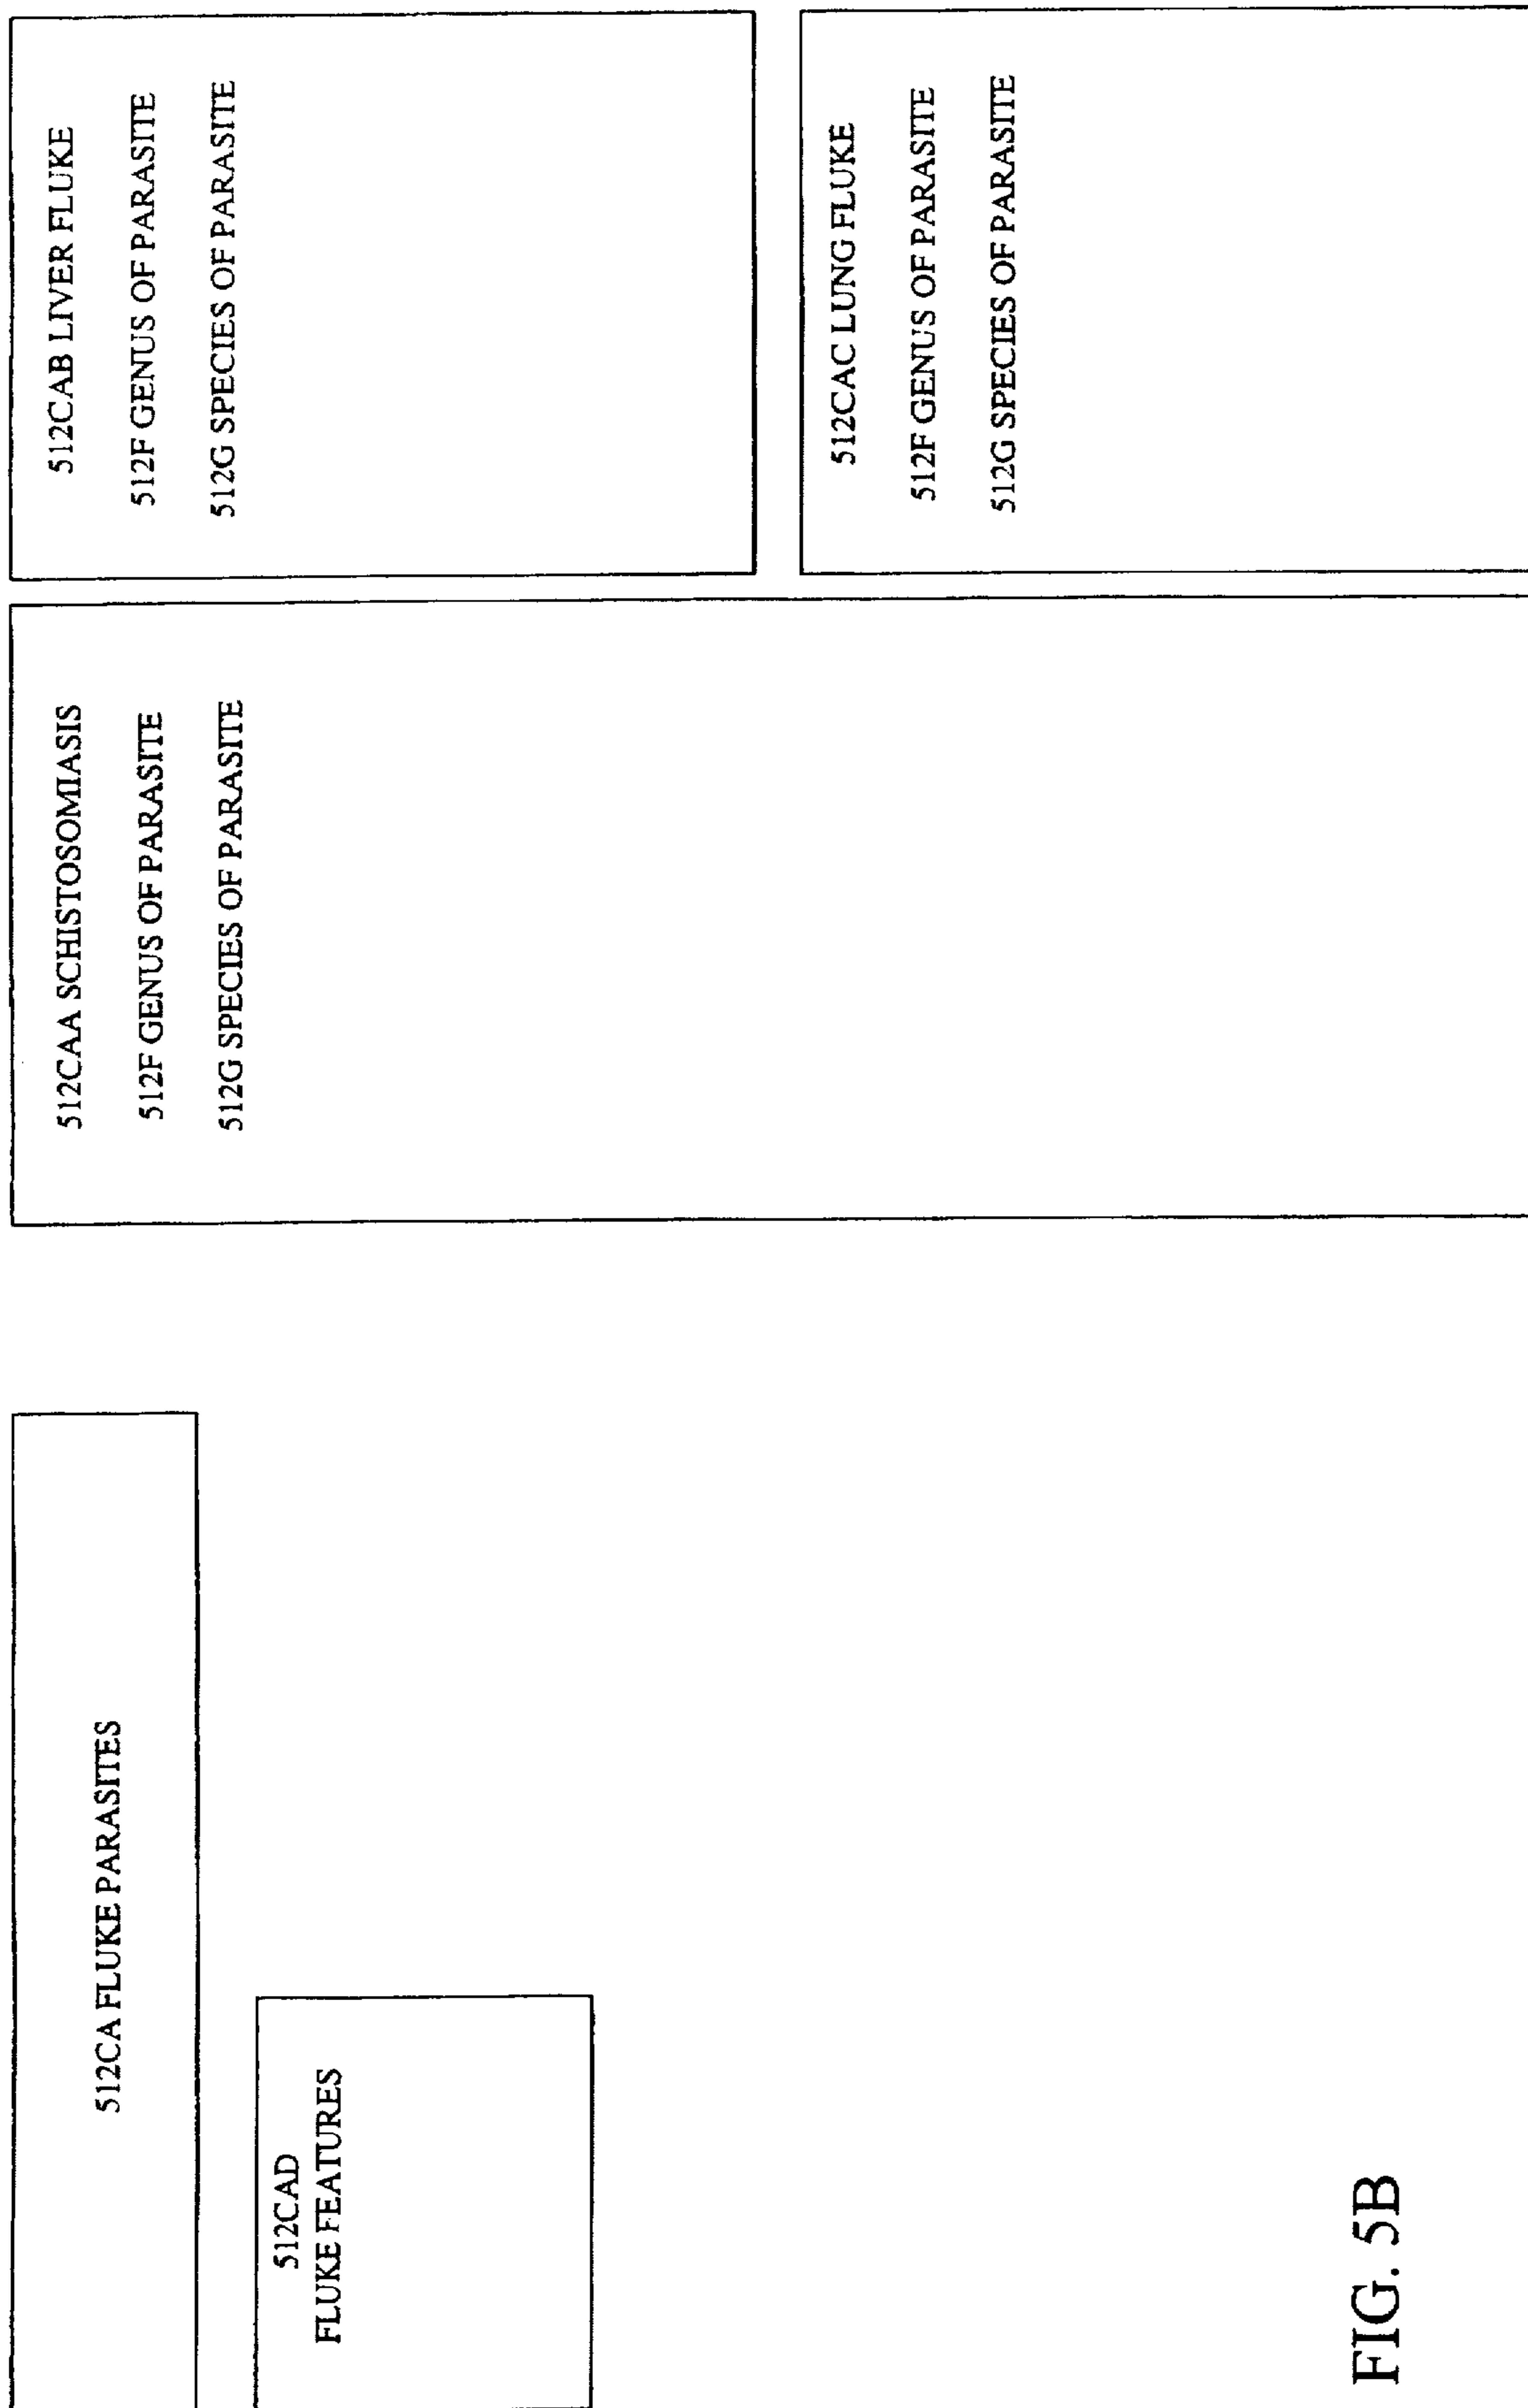 512CA FLUKE PARASITES
512CAD
FLUKE FEATURES
512CAA SCHISTOSOMIASIS
512F GENUS OF PARASITE
512G SPECIES OF PARASITE
512CAB LIVER FLUKE
512F GENUS OF PARASITE
512G SPECIES OF PARASITE
512CAC LUNG FLUKE
512F GENUS OF PARASITE
512G SPECIES OF PARASITE
FIG. 5B